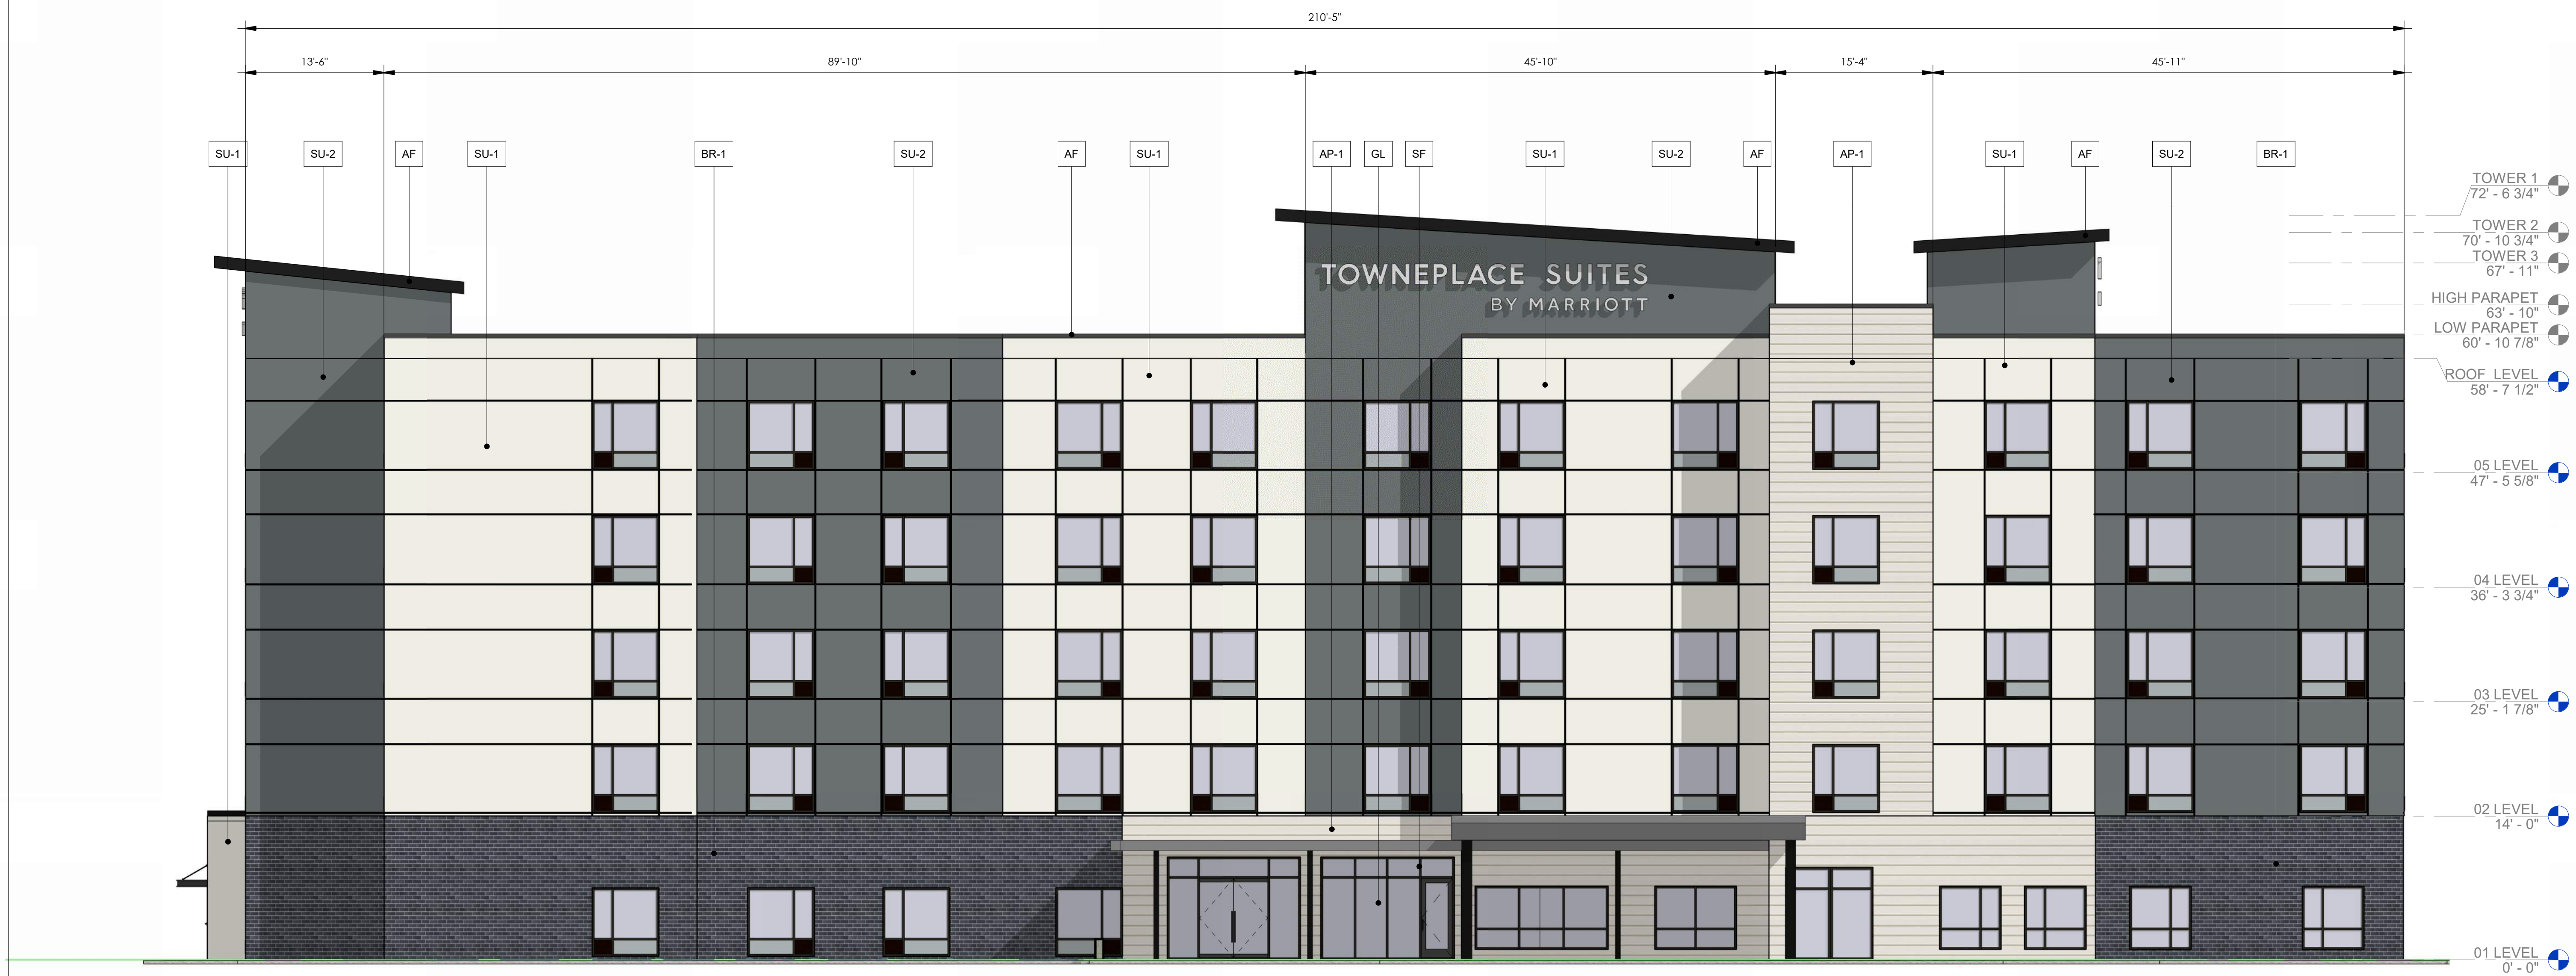 210'-5"
13'-6"
89'-10"
45'-10"
15'-4"
45'-11"
SU-1
SU-2
AF
SU-1
BR-1
SU-2
AF
SU-1
AP-1
GL
SF
SU-1
SU-2
AF
AP-1
SU-1
AF
SU-2
BR-1
TOWNEPLACE SUITES
BY MARRIOTT
TOWER 1
72' - 6 3/4"
TOWER 2
70' - 10 3/4"
TOWER 3
67' - 11"
HIGH PARAPET
63' - 10"
LOW PARAPET
60' - 10 7/8"
ROOF LEVEL
58' - 7 1/2"
05 LEVEL
47' - 5 5/8"
04 LEVEL
36' - 3 3/4"
03 LEVEL
25' - 1 7/8"
02 LEVEL
14' - 0"
01 LEVEL
0' - 0"